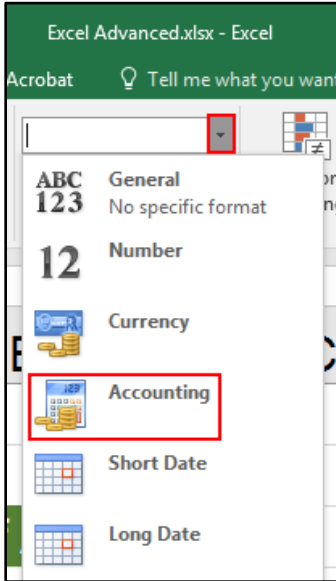 Excel Advanced.xlsx - Excel
Acrobat Tell me what you want
ABC
123
General
No specific format
12
Number
Currency
123
Accounting
Short Date
Long Date